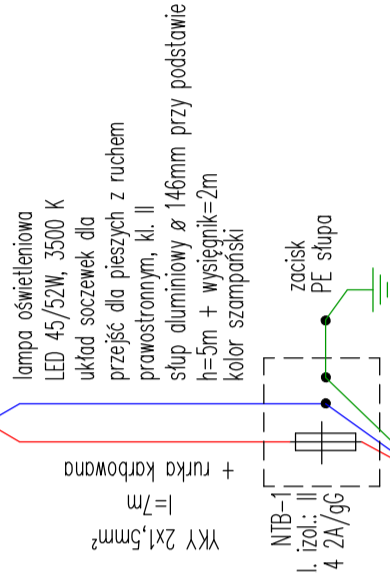 lampa oświetleniowa
LED 45/52W, 3500 K
układ soczewek dla
przejść dla pieszych z ruchem
prawostronnym, kl. II
słup aluminiowy ø 146mm przy podstawie
h=5m + wysięgnik=2m
kolor szampański
YKY 2x1,5mm²
l=7m
+ rurka karbowana
zacisk
PE słupa
NTB-1
l. izol.: II
4 2A/gG